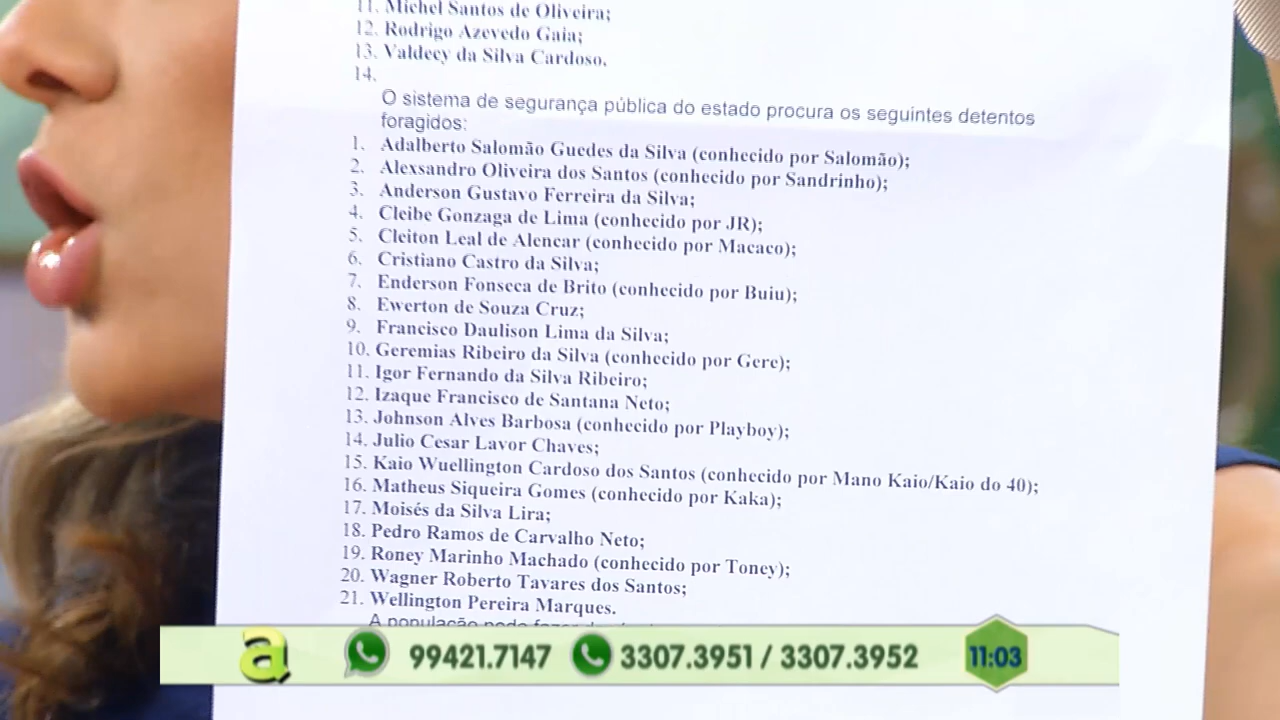 11. Michel Santos de Oliveira;
12. Rodrigo Azevedo Gaia;
13. Valdecy da Silva Cardoso.
14.
O sistema de segurança pública do estado procura os seguintes detentos
foragidos:
1. Adalberto Salomão Guedes da Silva (conhecido por Salomão);
2. Alexsandro Oliveira dos Santos (conhecido por Sandrinho);
3. Anderson Gustavo Ferreira da Silva;
4. Cleibe Gonzaga de Lima (conhecido por JR);
5. Cleiton Leal de Alencar (conhecido por Macaco);
6. Cristiano Castro da Silva;
7. Enderson Fonseca de Brito (conhecido por Buiu);
8. Ewerton de Souza Cruz;
9. Francisco Daulison Lima da Silva;
10. Geremias Ribeiro da Silva (conhecido por Gere);
11. Igor Fernando da Silva Ribeiro;
12. Izaque Francisco de Santana Neto;
13. Johnson Alves Barbosa (conhecido por Playboy);
14. Julio Cesar Lavor Chaves;
15. Kaio Wuellington Cardoso dos Santos (conhecido por Mano Kaio/Kaio do 40);
16. Matheus Siqueira Gomes (conhecido por Kaka);
17. Moisés da Silva Lira;
18. Pedro Ramos de Carvalho Neto;
19. Roney Marinho Machado (conhecido por Toney);
20. Wagner Roberto Tavares dos Santos;
21. Wellington Pereira Marques.
A população pode fazer
a 99421.7147 3307.3951 / 3307.3952 11:03